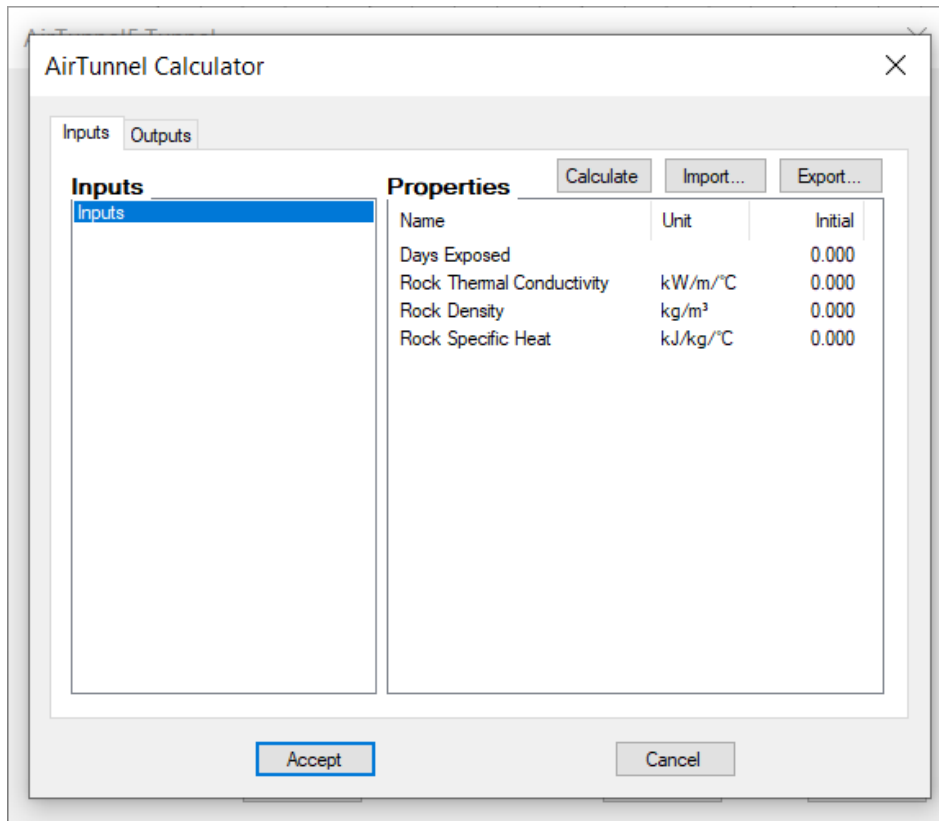 AirTunnel Calculator
Inputs
Outputs
Inputs
Inputs
Properties
Calculate
Import...
Export...
Name Unit Initial
Days Exposed 0.000
Rock Thermal Conductivity kW/m/°C 0.000
Rock Density kg/m³ 0.000
Rock Specific Heat kJ/kg/°C 0.000
Accept
Cancel